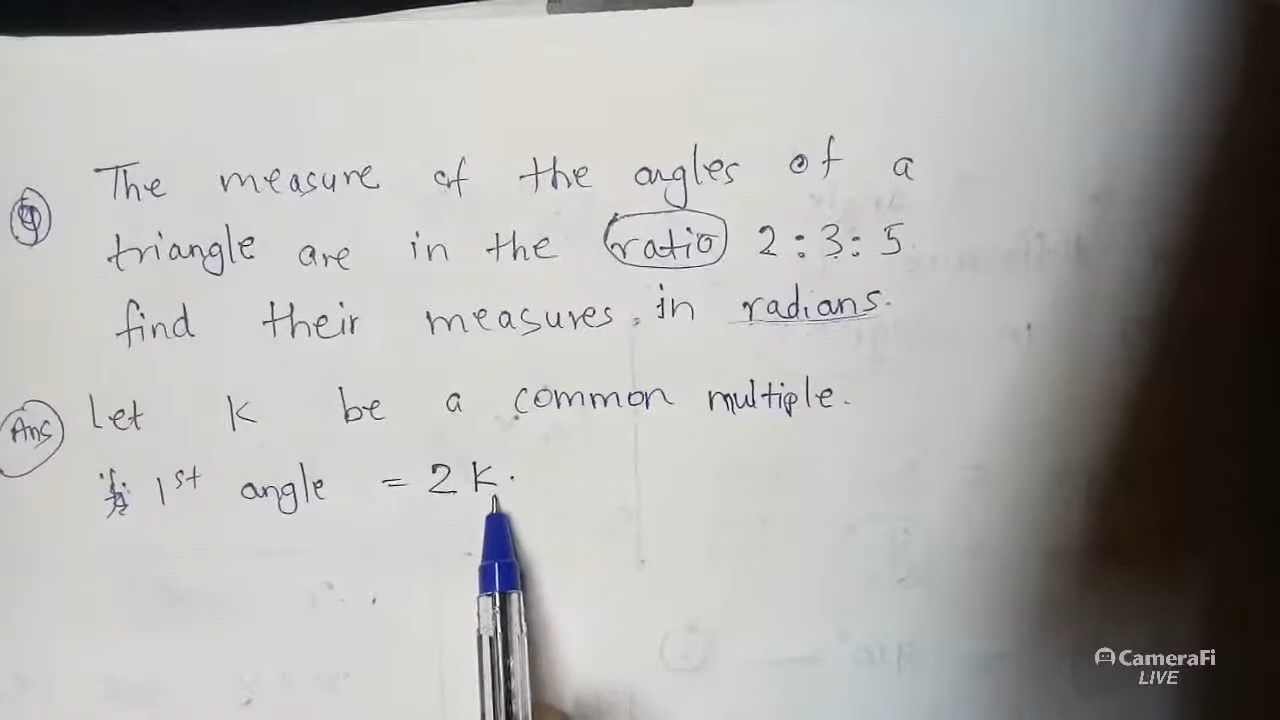 The measure of the angles of a
triangle are in the ratio 2:3:5
find their measures. in radians.
Ans Let K be a common multiple.
1st angle = 2K.
CameraFi
LIVE